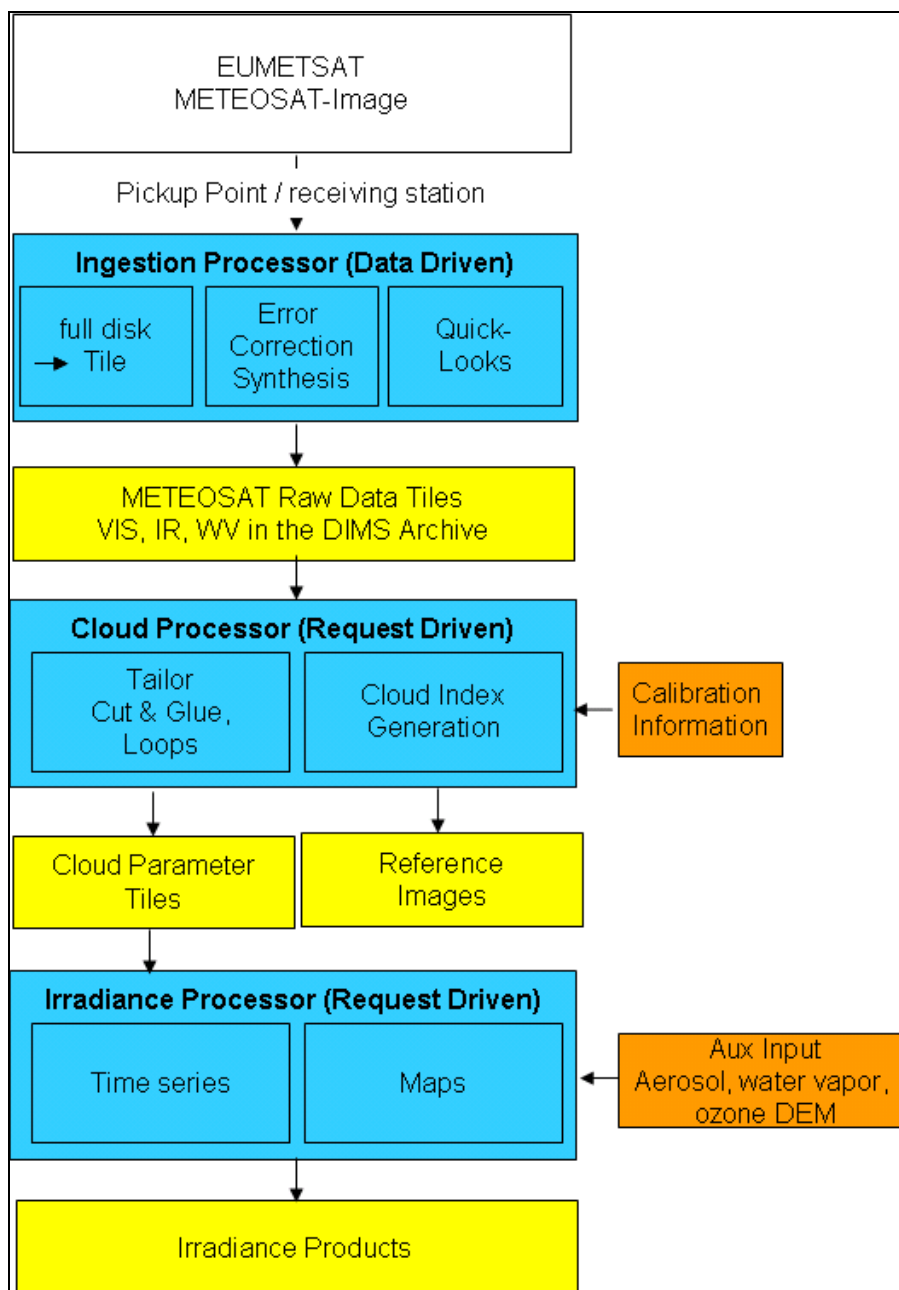 EUMETSAT
METEOSAT-Image
Pickup Point / receiving station
Ingestion Processor (Data Driven)
full disk
Tile
Error
Correction
Synthesis
Quick-
Looks
METEOSAT Raw Data Tiles
VIS, IR, WV in the DIMS Archive
Cloud Processor (Request Driven)
Tailor
Cut & Glue,
Loops
Cloud Index
Generation
Calibration
Information
Cloud Parameter
Tiles
Reference
Images
Irradiance Processor (Request Driven)
Time series
Maps
Aux Input
Aerosol, water vapor,
ozone DEM
Irradiance Products